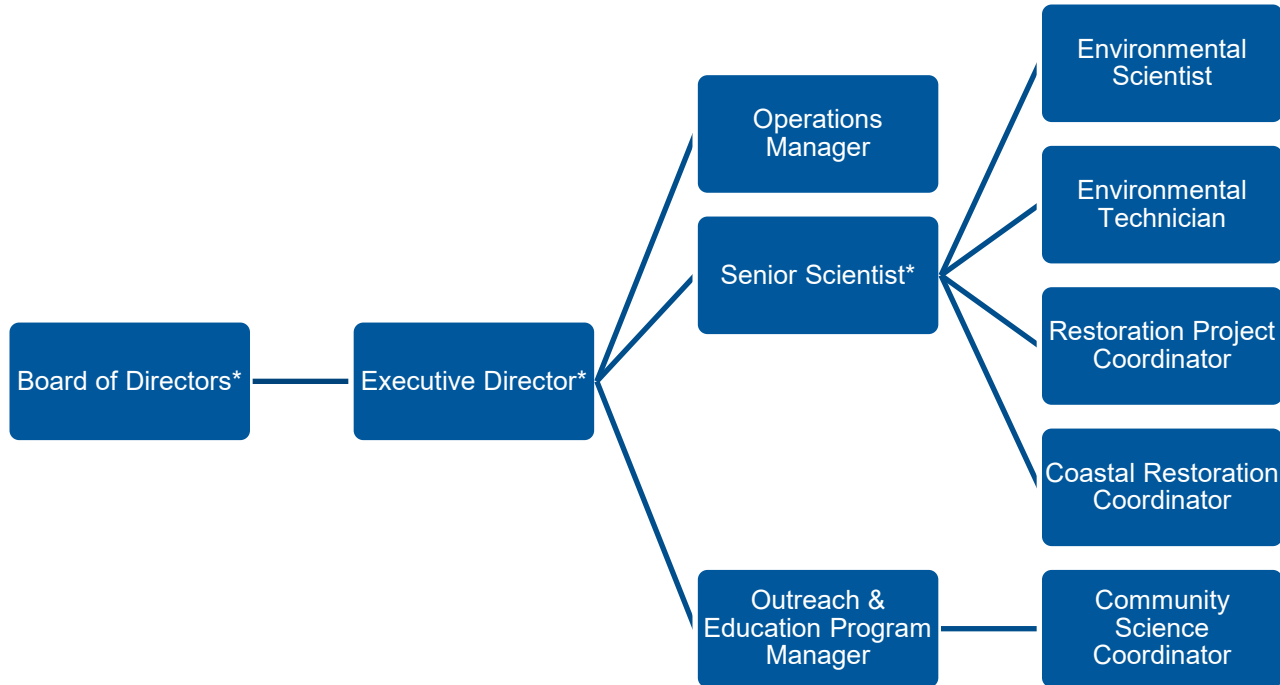 Board of Directors*
Executive Director*
Operations
Manager
Senior Scientist*
Outreach &
Education Program
Manager
Environmental
Scientist
Environmental
Technician
Restoration Project
Coordinator
Coastal Restoration
Coordinator
Community
Science
Coordinator